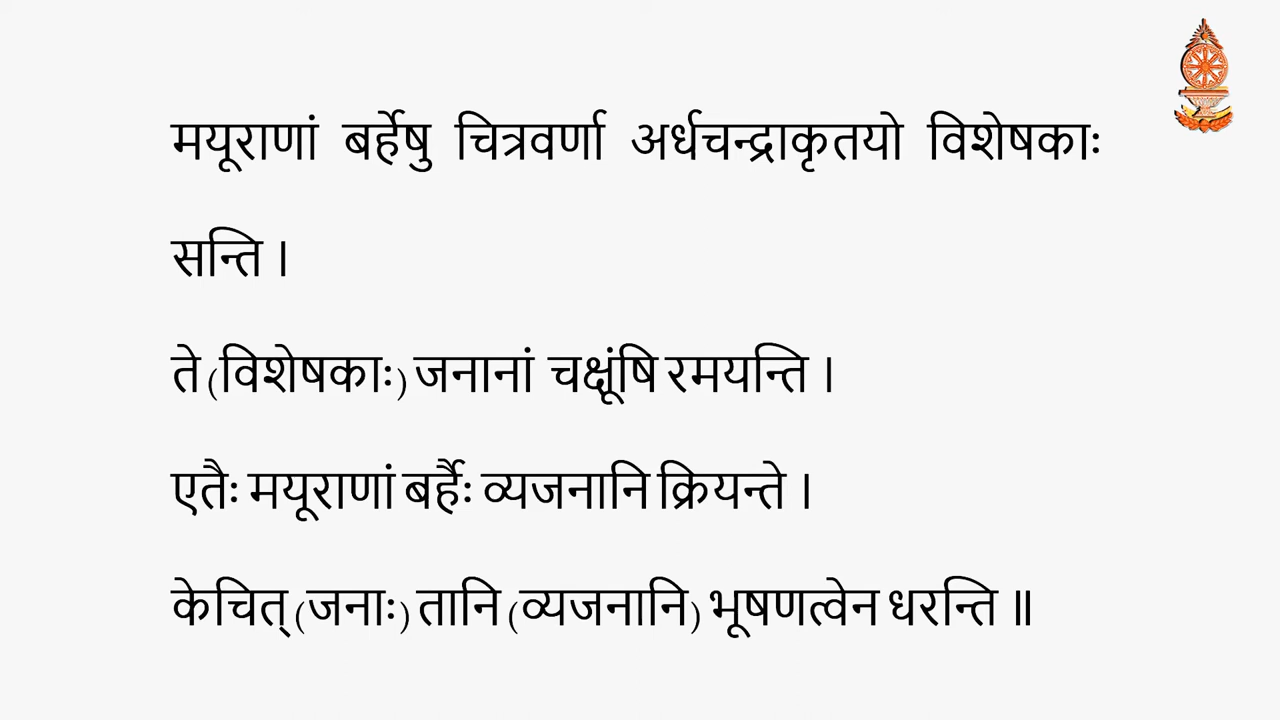 मयूराणां बर्हेषु चित्रवर्णा अर्धचन्द्राकृतयो विशेषकाः
सन्ति ।
ते (विशेषकाः) जनानां चक्षूंषि रमयन्ति ।
एतैः मयूराणां बर्हैः व्यजनानि क्रियन्ते ।
केचित् (जनाः) तानि (व्यजनानि) भूषणत्वेन धरन्ति ॥